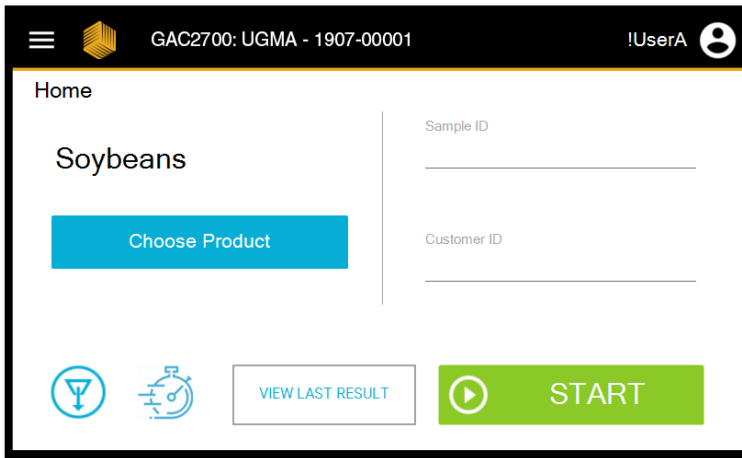 GAC2700: UGMA - 1907-00001
!UserA
Home
Soybeans
Choose Product
Sample ID
Customer ID
VIEW LAST RESULT
START